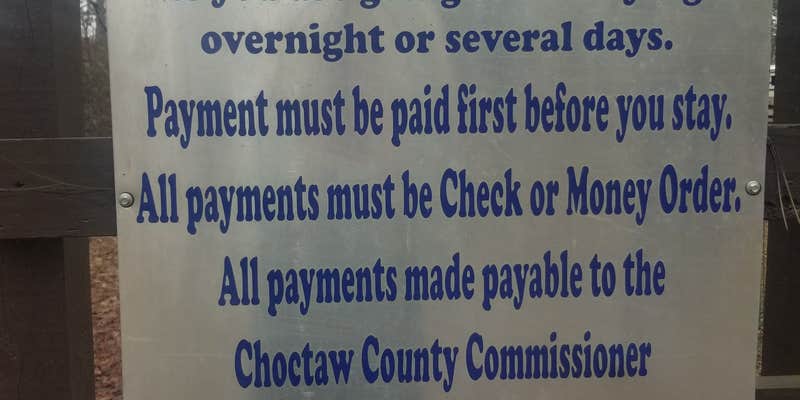 overnight or several days.
Payment must be paid first before you stay.
All payments must be Check or Money Order.
All payments made payable to the
Choctaw County Commissioner